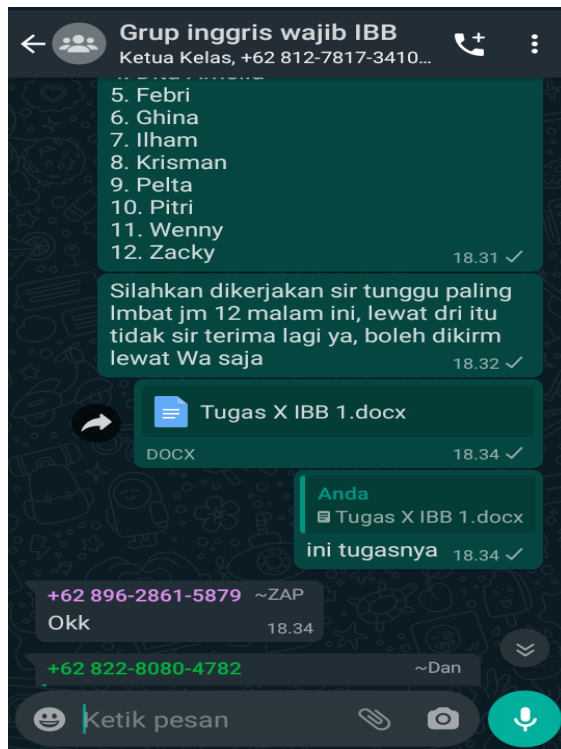 Grup inggris wajib IBB
Ketua Kelas, +62 812-7817-3410...
5. Febri
6. Ghina
7. Ilham
8. Krisman
9. Pelta
10. Pitri
11. Wenny
12. Zacky
18.31
Silahkan dikerjakan sir tunggu paling
lmbat jm 12 malam ini, lewat dri itu
tidak sir terima lagi ya, boleh dikirm
lewat Wa saja
18.32
Tugas X IBB 1.docx
DOCX 18.34
Anda
Tugas X IBB 1.docx
ini tugasnya 18.34
+62 896-2861-5879 ~ZAP
Okk
18.34
+62 822-8080-4782 ~Dan
Ketik pesan